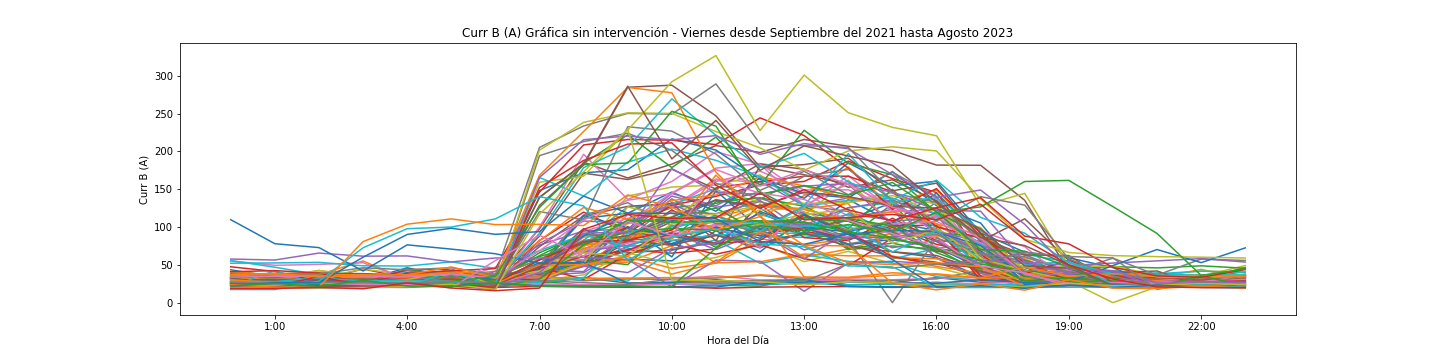 Curr B (A) Gráfica sin intervención - Viernes desde Septiembre del 2021 hasta Agosto 2023
Curr B (A)
300
250
200
150
100
50
0
1:00 4:00 7:00 10:00 13:00 16:00 19:00 22:00
Hora del Día